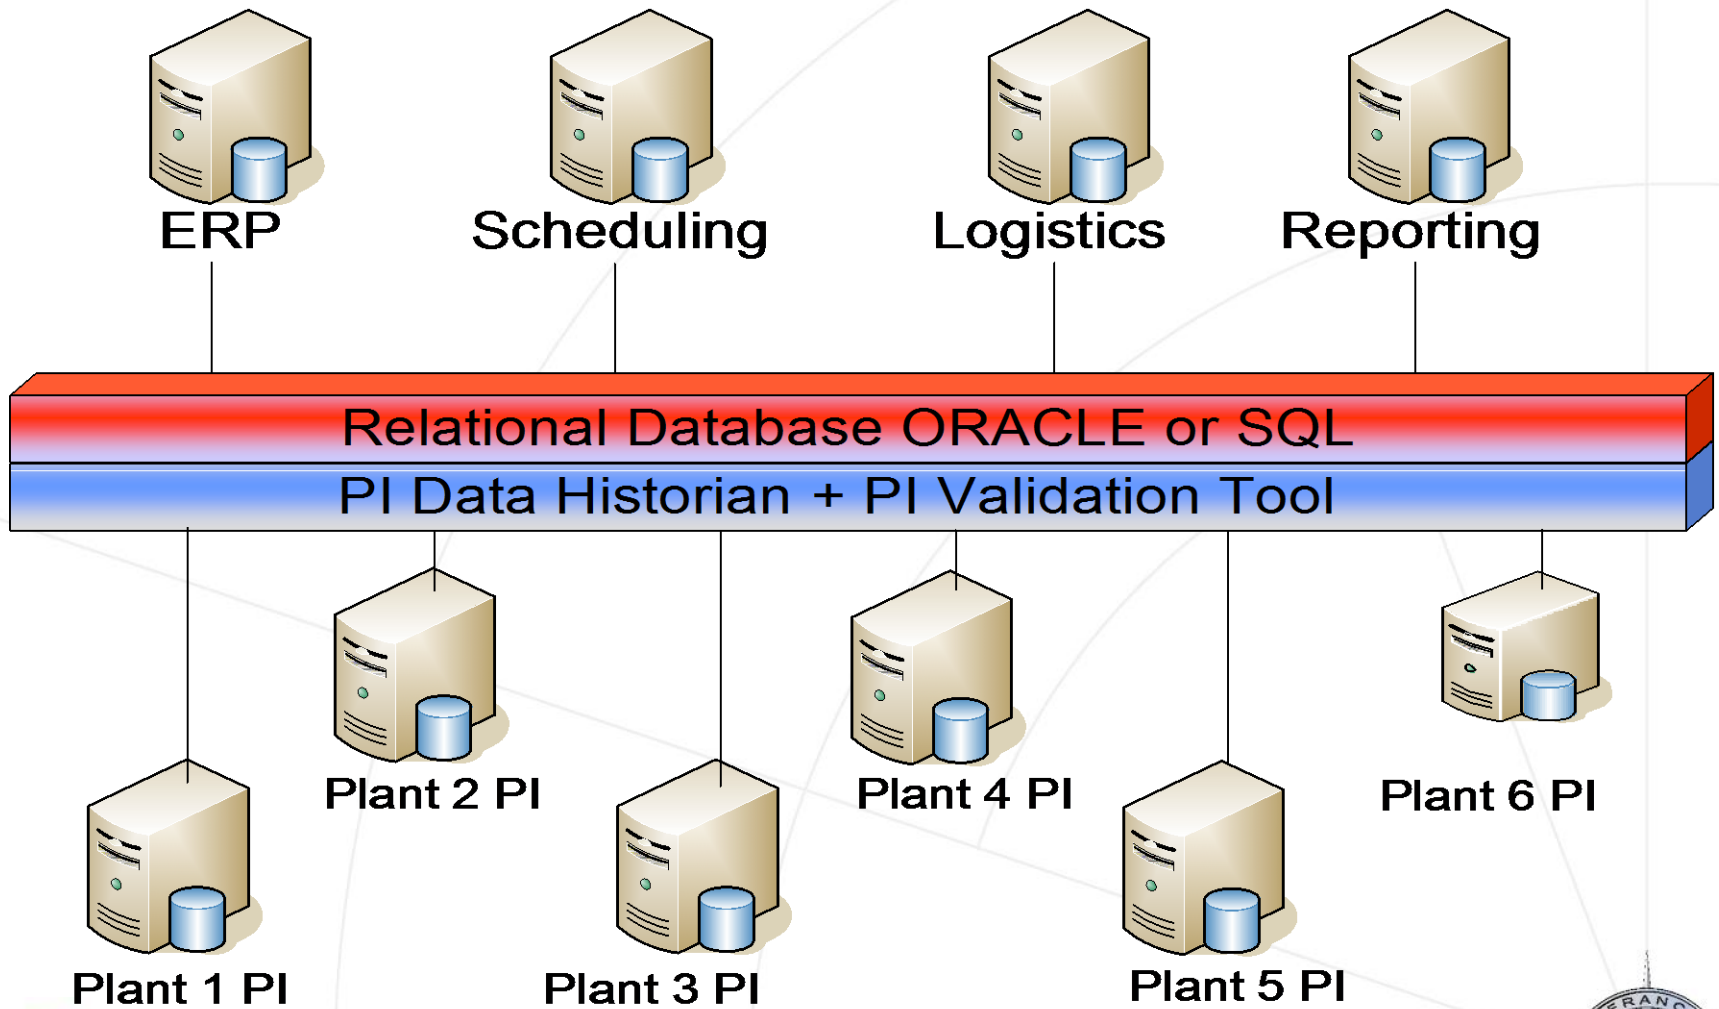 ERP
Scheduling
Logistics
Reporting
Relational Database ORACLE or SQL
PI Data Historian + PI Validation Tool
Plant 2 PI
Plant 4 PI
Plant 6 PI
Plant 1 PI
Plant 3 PI
Plant 5 PI